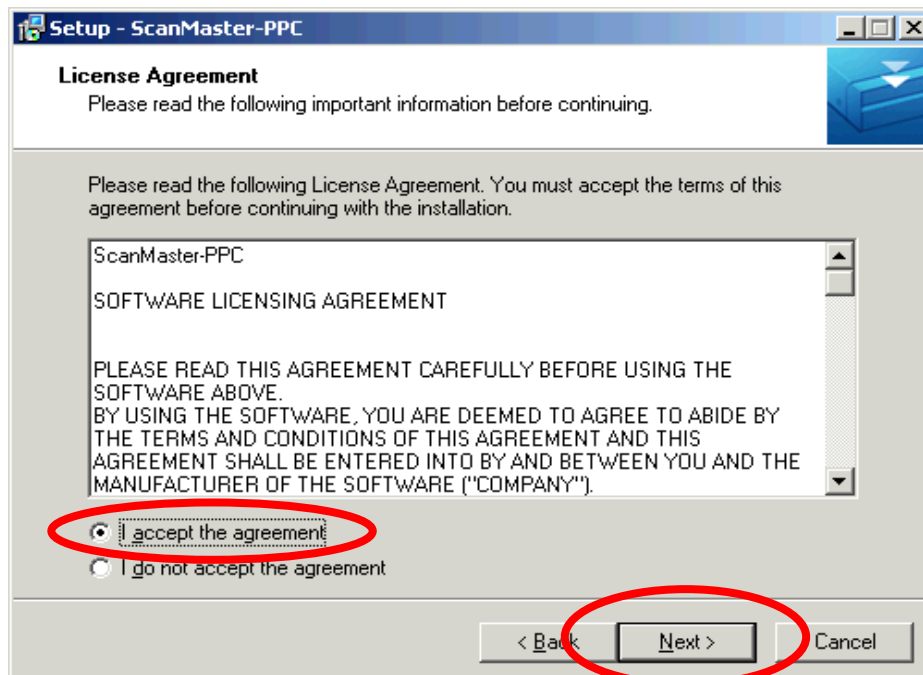 Setup - ScanMaster-PPC
License Agreement
Please read the following important information before continuing.
Please read the following License Agreement. You must accept the terms of this
agreement before continuing with the installation.
ScanMaster-PPC
SOFTWARE LICENSING AGREEMENT
PLEASE READ THIS AGREEMENT CAREFULLY BEFORE USING THE
SOFTWARE ABOVE.
BY USING THE SOFTWARE, YOU ARE DEEMED TO AGREE TO ABIDE BY
THE TERMS AND CONDITIONS OF THIS AGREEMENT AND THIS
AGREEMENT SHALL BE ENTERED INTO BY AND BETWEEN YOU AND THE
MANUFACTURER OF THE SOFTWARE ("COMPANY").
I accept the agreement
I do not accept the agreement
< Back Next > Cancel